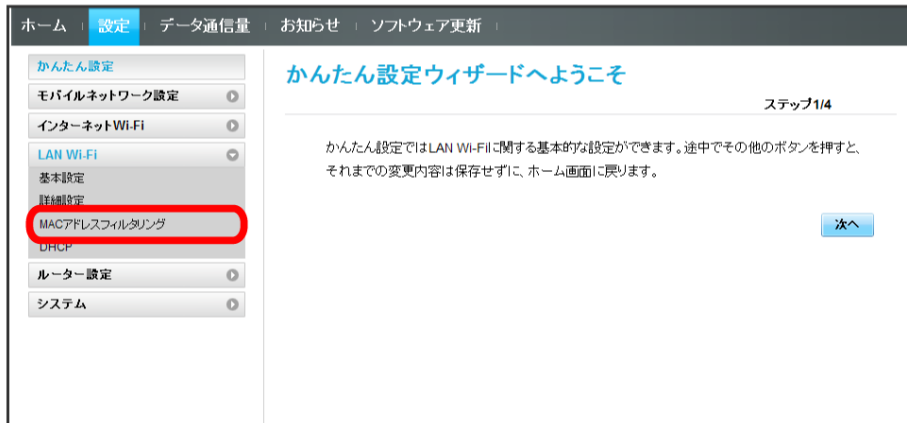 ホーム 設定 データ通信量 お知らせ ソフトウェア更新
かんたん設定
モバイルネットワーク設定
インターネットWi-Fi
LAN Wi-Fi
基本設定
詳細設定
MACアドレスフィルタリング
DHCP
ルーター設定
システム
かんたん設定ウィザードへようこそ
ステップ1/4
かんたん設定ではLAN Wi-Fiに関する基本的な設定ができます。途中でその他のボタンを押すと、
それまでの変更内容は保存せずに、ホーム画面に戻ります。
次へ